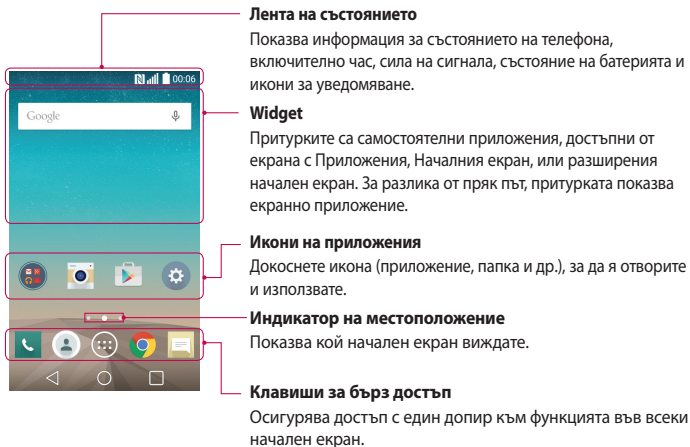 Лента на състоянието
Показва информация за състоянието на телефона,
включително час, сила на сигнала, състояние на батерията и
икони за уведомяване.
00:06
Google
Widget
Притурките са самостоятелни приложения, достъпни от
екрана с Приложения, Началния екран, или разширения
начален екран. За разлика от пряк път, притурката показва
екранно приложение.
Икони на приложения
Докоснете икона (приложение, папка и др.), за да я отворите
и използвате.
Индикатор на местоположение
Показва кой начален екран виждате.
Клавиши за бърз достъп
Осигурява достъп с един допир към функцията във всеки
начален екран.